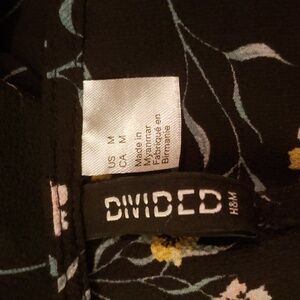 US M
CA M
Made in
Myanmar
Fabriqué en
Birmanie
DIVIDED
H&M